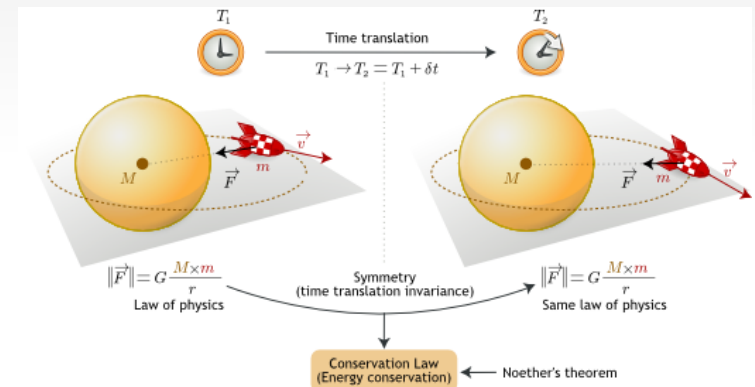 T₁
T₂
Time translation
T₁ → T₂ = T₁ + δt
M
F⃗
m
v⃗
M
F⃗
m
v⃗
‖F⃗‖ = G M×m / r
Law of physics
Symmetry
(time translation invariance)
‖F⃗‖ = G M×m / r
Same law of physics
Conservation Law
(Energy conservation)
Noether's theorem